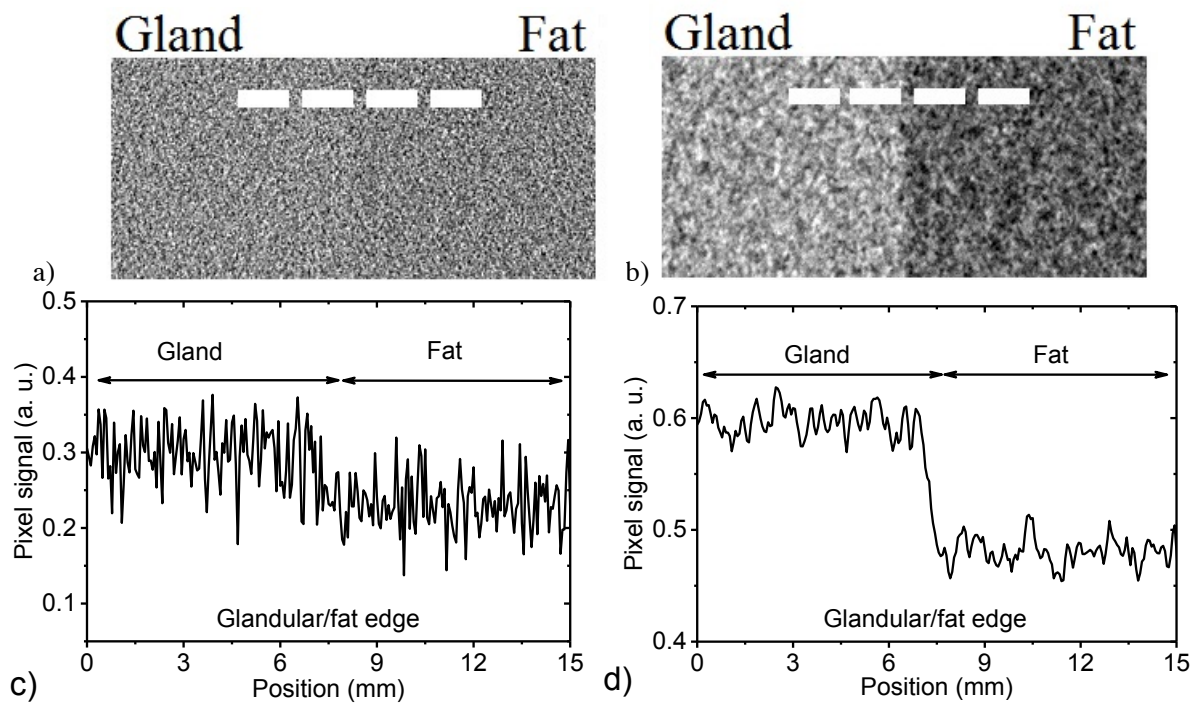 Gland Fat
Gland Fat
a)
b)
0.5
0.4
0.3
0.2
0.1
Pixel signal (a. u.)
Gland Fat
Glandular/fat edge
0 3 6 9 12 15
Position (mm)
c)
0.7
0.6
0.5
0.4
Pixel signal (a. u.)
Gland Fat
Glandular/fat edge
0 3 6 9 12 15
Position (mm)
d)